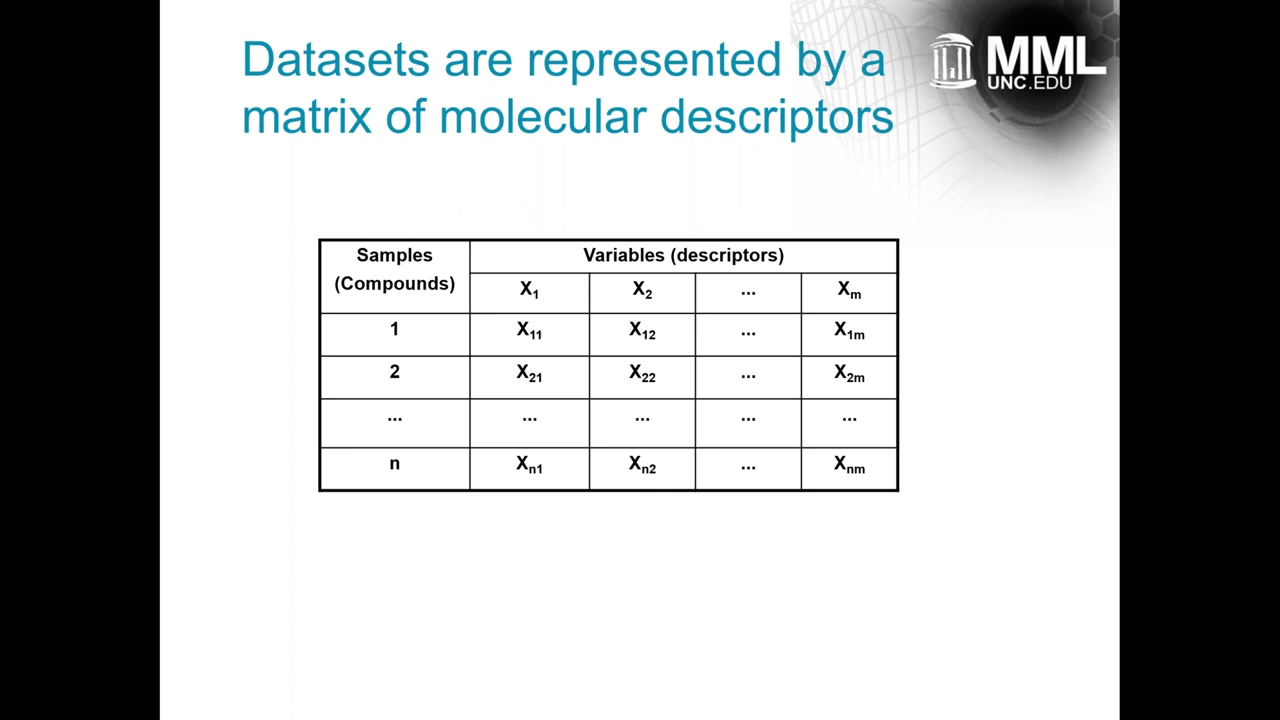 Datasets are represented by a
matrix of molecular descriptors
MML
UNC.EDU
Samples
(Compounds)
Variables (descriptors)
X1 X2 ... Xm
1 X11 X12 ... X1m
2 X21 X22 ... X2m
... ... ... ... ...
n Xn1 Xn2 ... Xnm